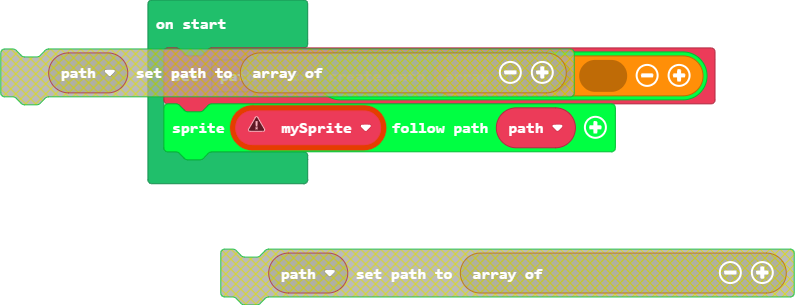 on start
path set path to array of
sprite mySprite follow path path
path set path to array of